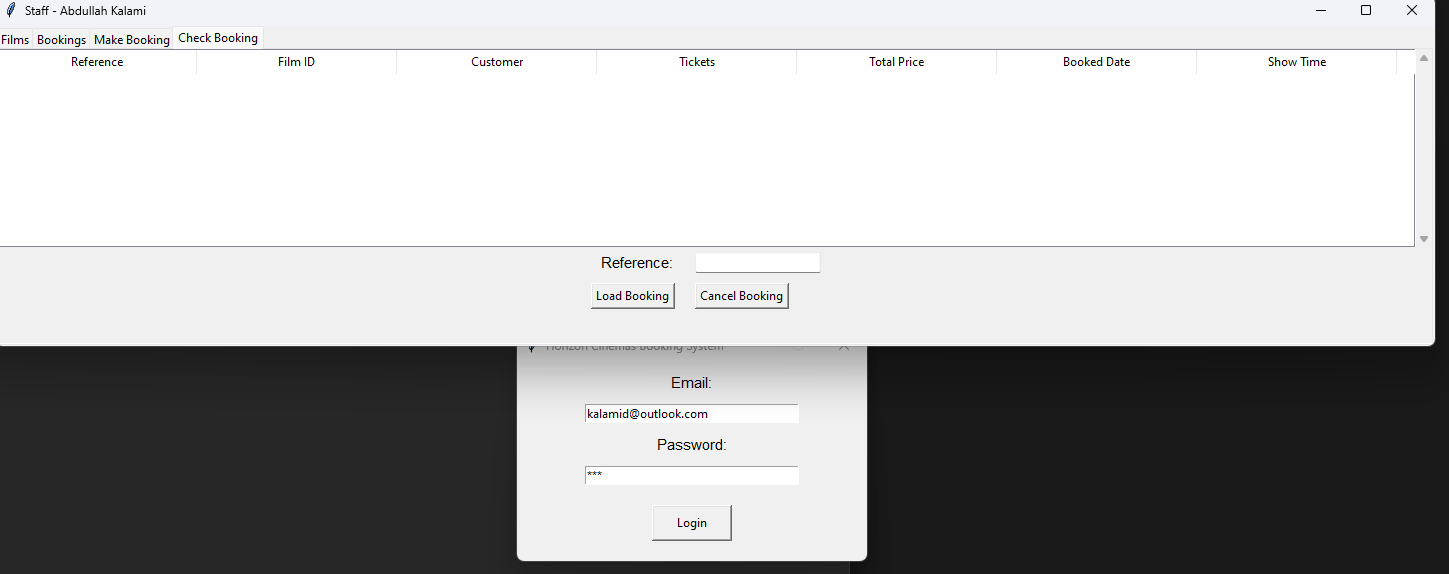 Staff - Abdullah Kalami
Films Bookings Make Booking Check Booking
Reference Film ID Customer Tickets Total Price Booked Date Show Time
Reference:
Load Booking Cancel Booking
Horizon Cinemas Booking System
Email:
kalamid@outlook.com
Password:
***
Login